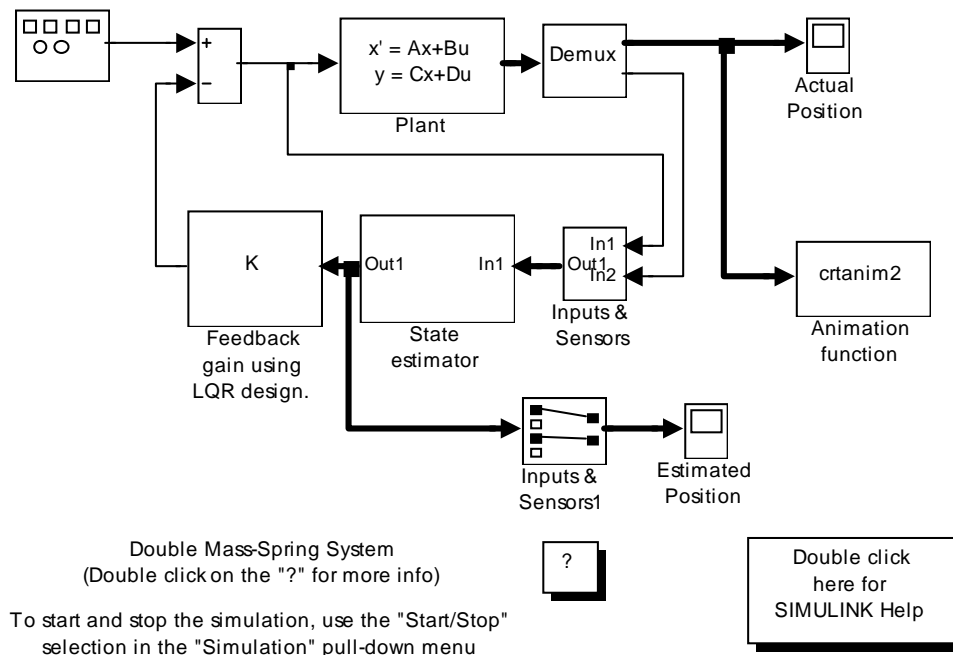 +
−
x' = Ax+Bu
y = Cx+Du
Plant
Demux
Actual
Position
K
Feedback
gain using
LQR design.
Out1
In1
State
estimator
In1
Out1
In2
Inputs &
Sensors
crtanim2
Animation
function
Inputs &
Sensors1
Estimated
Position
Double Mass-Spring System
(Double click on the "?" for more info)
?
Double click
here for
SIMULINK Help
To start and stop the simulation, use the "Start/Stop"
selection in the "Simulation" pull-down menu